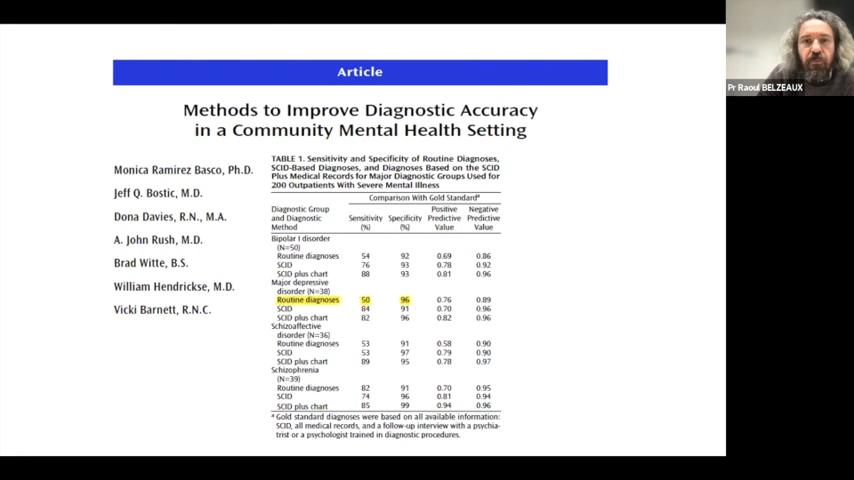 Article
Methods to Improve Diagnostic Accuracy
in a Community Mental Health Setting
Monica Ramirez Basco, Ph.D.
Jeff Q. Bostic, M.D.
Dona Davies, R.N., M.A.
A. John Rush, M.D.
Brad Witte, B.S.
William Hendrickse, M.D.
Vicki Barnett, R.N.C.
TABLE 1. Sensitivity and Specificity of Routine Diagnoses,
SCID-Based Diagnoses, and Diagnoses Based on the SCID
Plus Medical Records for Major Diagnostic Groups Used for
200 Outpatients With Severe Mental Illness
Comparison With Gold Standardª
Diagnostic Group and Diagnostic Method Sensitivity (%) Specificity (%) Positive Predictive Value Negative Predictive Value
Bipolar I disorder
(N=50)
Routine diagnoses 54 92 0.69 0.86
SCID 76 93 0.78 0.92
SCID plus chart 88 93 0.81 0.96
Major depressive
disorder (N=38)
Routine diagnoses 50 96 0.76 0.89
SCID 84 91 0.70 0.96
SCID plus chart 82 96 0.82 0.96
Schizoaffective
disorder (N=36)
Routine diagnoses 53 91 0.58 0.90
SCID 53 97 0.79 0.90
SCID plus chart 89 95 0.78 0.97
Schizophrenia
(N=39)
Routine diagnoses 82 91 0.70 0.95
SCID 74 96 0.81 0.94
SCID plus chart 85 99 0.94 0.96
ª Gold standard diagnoses were based on all available information:
SCID, all medical records, and a follow-up interview with a psychia-
trist or a psychologist trained in diagnostic procedures.
Pr Raoul BELZEAUX